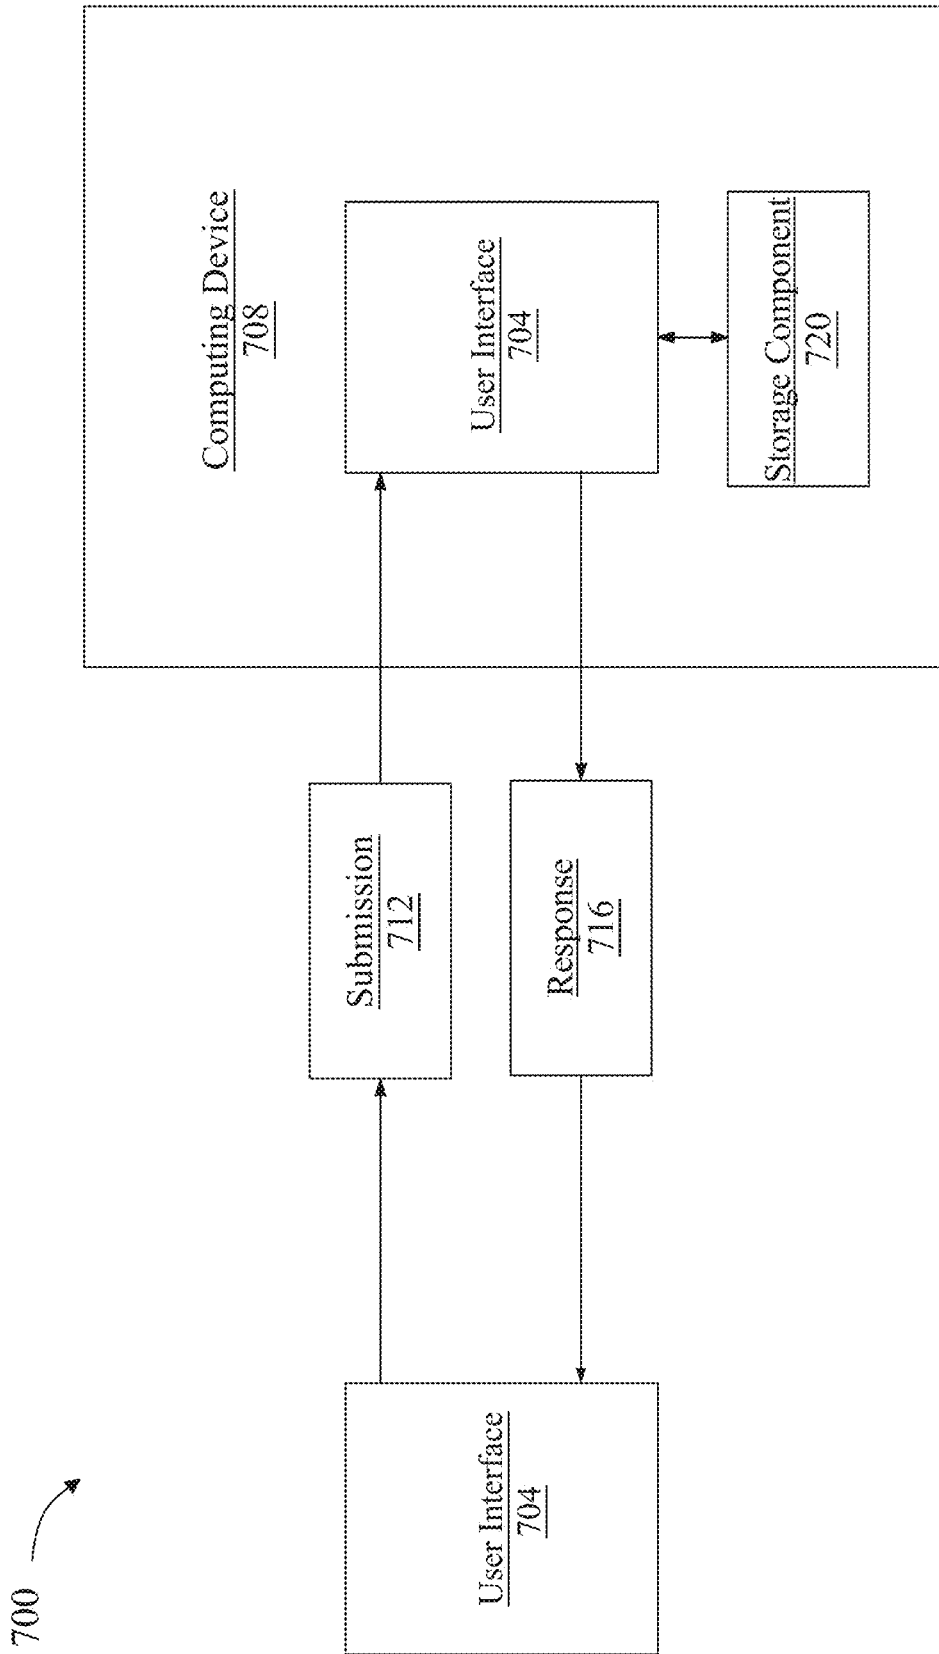 700
User Interface
704
Submission
712
Response
716
Computing Device
708
User Interface
704
Storage Component
720